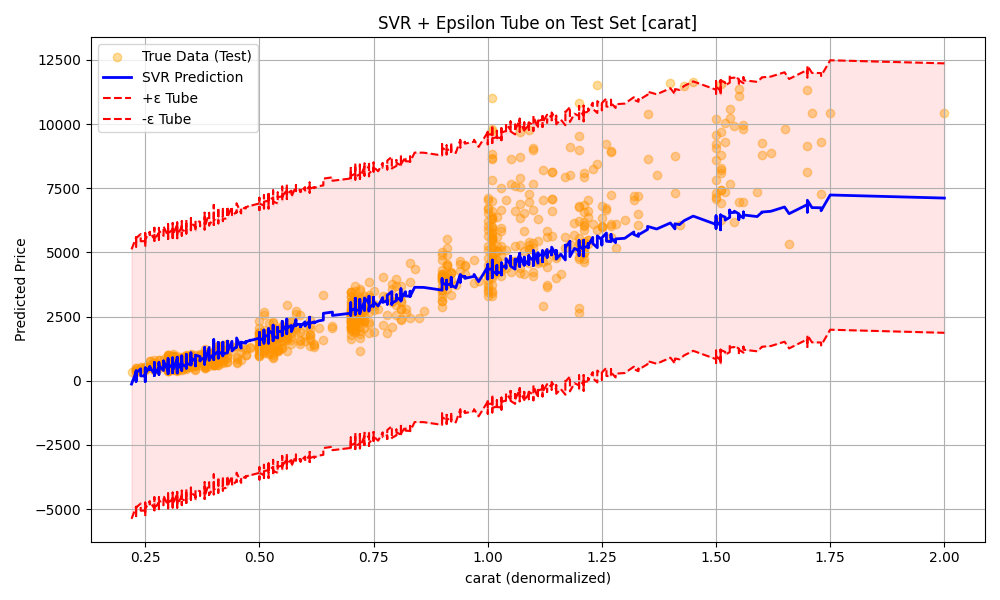 SVR + Epsilon Tube on Test Set [carat]
True Data (Test)
SVR Prediction
+ε Tube
-ε Tube
Predicted Price
12500
10000
7500
5000
2500
0
−2500
−5000
0.25
0.50
0.75
1.00
1.25
1.50
1.75
2.00
carat (denormalized)